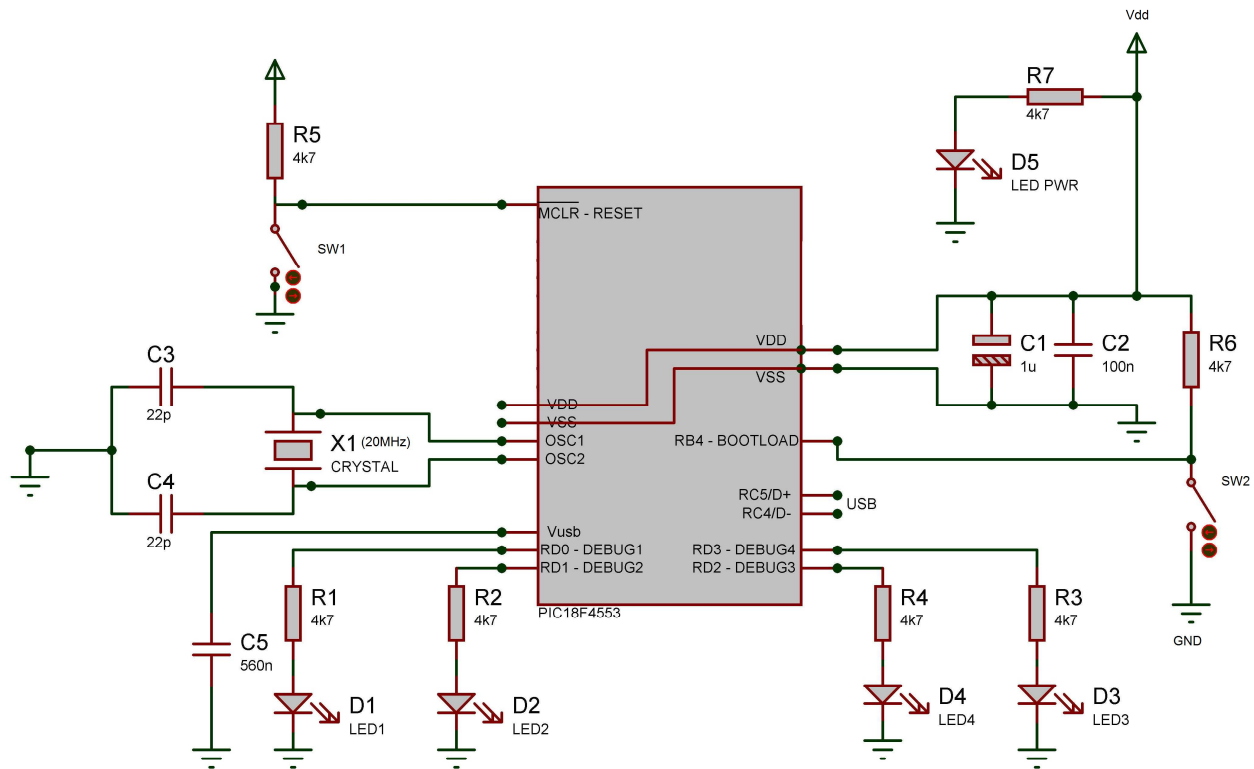 Vdd
R7
4k7
R5
4k7
D5
LED PWR
MCLR - RESET
SW1
VDD
VSS
C1
1u
C2
100n
R6
4k7
C3
22p
VDD
VSS
OSC1
OSC2
X1 (20MHz)
CRYSTAL
RB4 - BOOTLOAD
C4
22p
RC5/D+
RC4/D-
USB
SW2
Vusb
RD0 - DEBUG1
RD1 - DEBUG2
RD3 - DEBUG4
RD2 - DEBUG3
R1
4k7
R2
4k7
R4
4k7
R3
4k7
PIC18F4553
C5
560n
GND
D1
LED1
D2
LED2
D4
LED4
D3
LED3